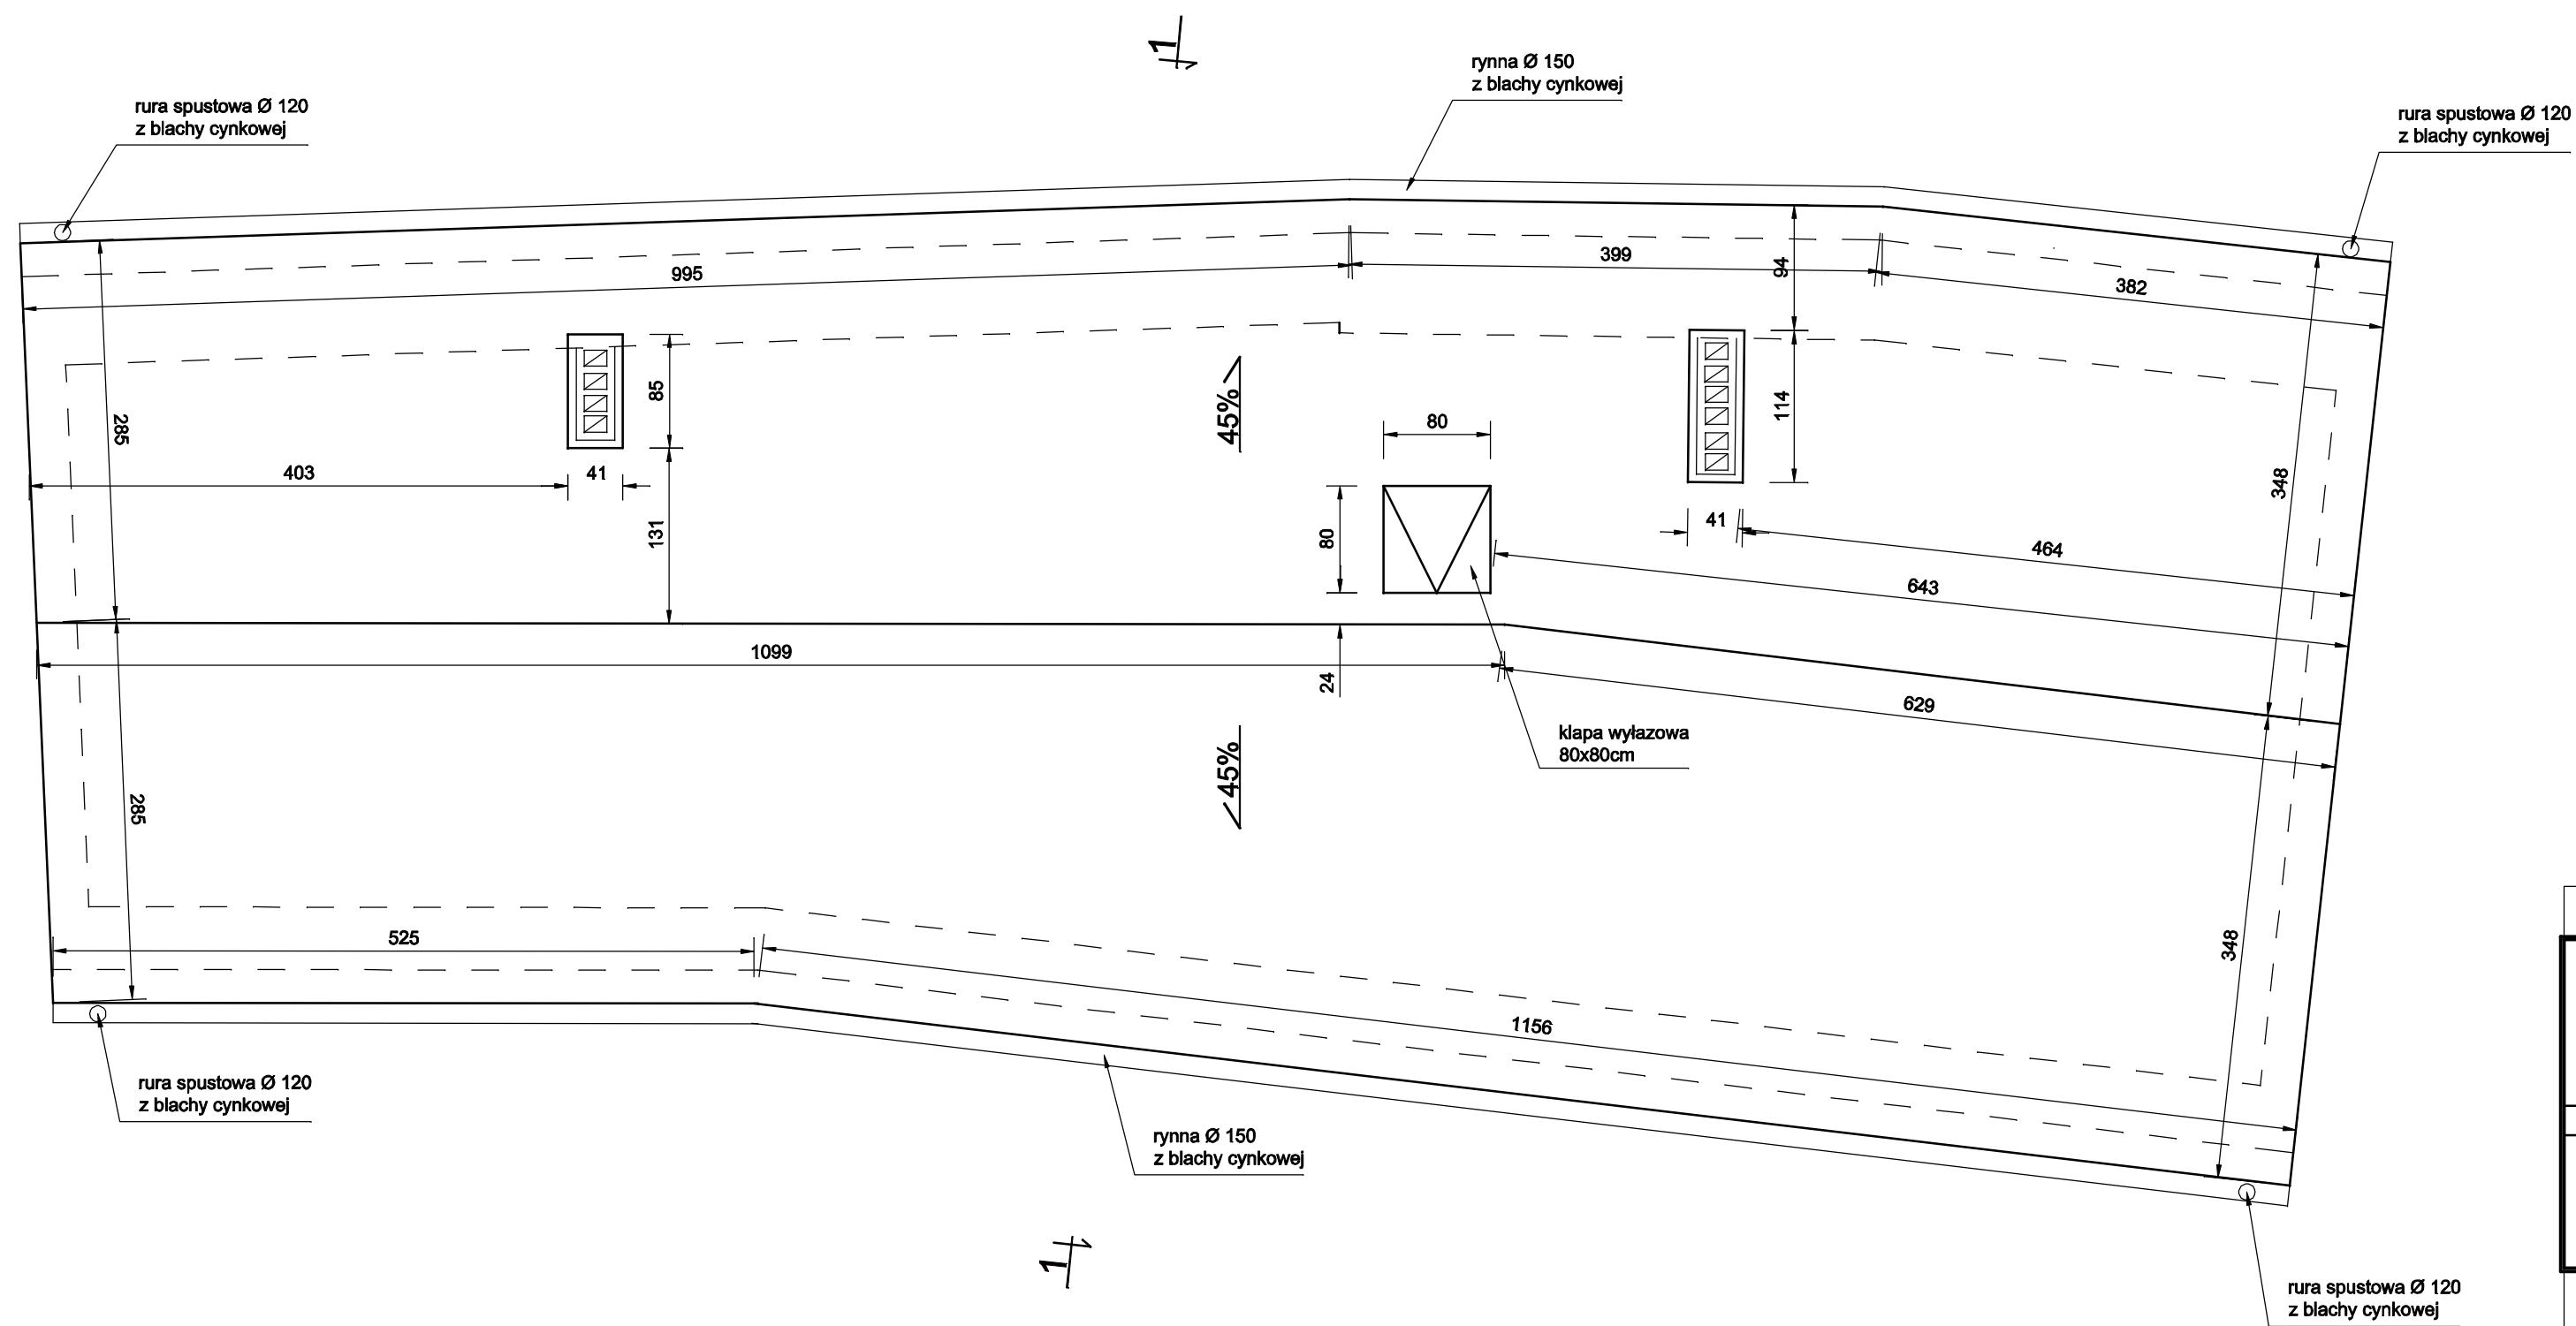 1
rynna Ø 150
z blachy cynkowej
rura spustowa Ø 120
z blachy cynkowej
rura spustowa Ø 120
z blachy cynkowej
995
399
94
382
285
403
41
85
131
45%
80
80
114
41
348
464
643
1099
24
629
klapa wyłazowa
80x80cm
45%
285
525
348
1156
rura spustowa Ø 120
z blachy cynkowej
rynna Ø 150
z blachy cynkowej
1
rura spustowa Ø 120
z blachy cynkowej